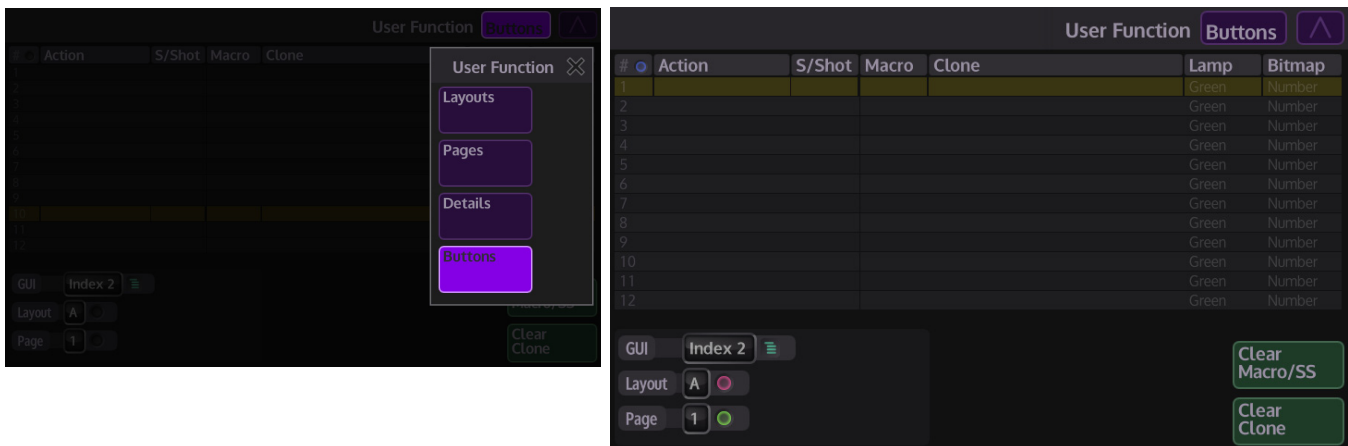 User Function Buttons
# Action S/Shot Macro Clone
1
2
3
4
5
6
7
8
9
10
11
12
GUI Index 2
Layout A
Page 1
Macro/SS
Clear
Clone
User Function
Layouts
Pages
Details
Buttons
User Function Buttons
# Action S/Shot Macro Clone Lamp Bitmap
1 Green Number
2 Green Number
3 Green Number
4 Green Number
5 Green Number
6 Green Number
7 Green Number
8 Green Number
9 Green Number
10 Green Number
11 Green Number
12 Green Number
GUI Index 2
Layout A
Page 1
Clear
Macro/SS
Clear
Clone